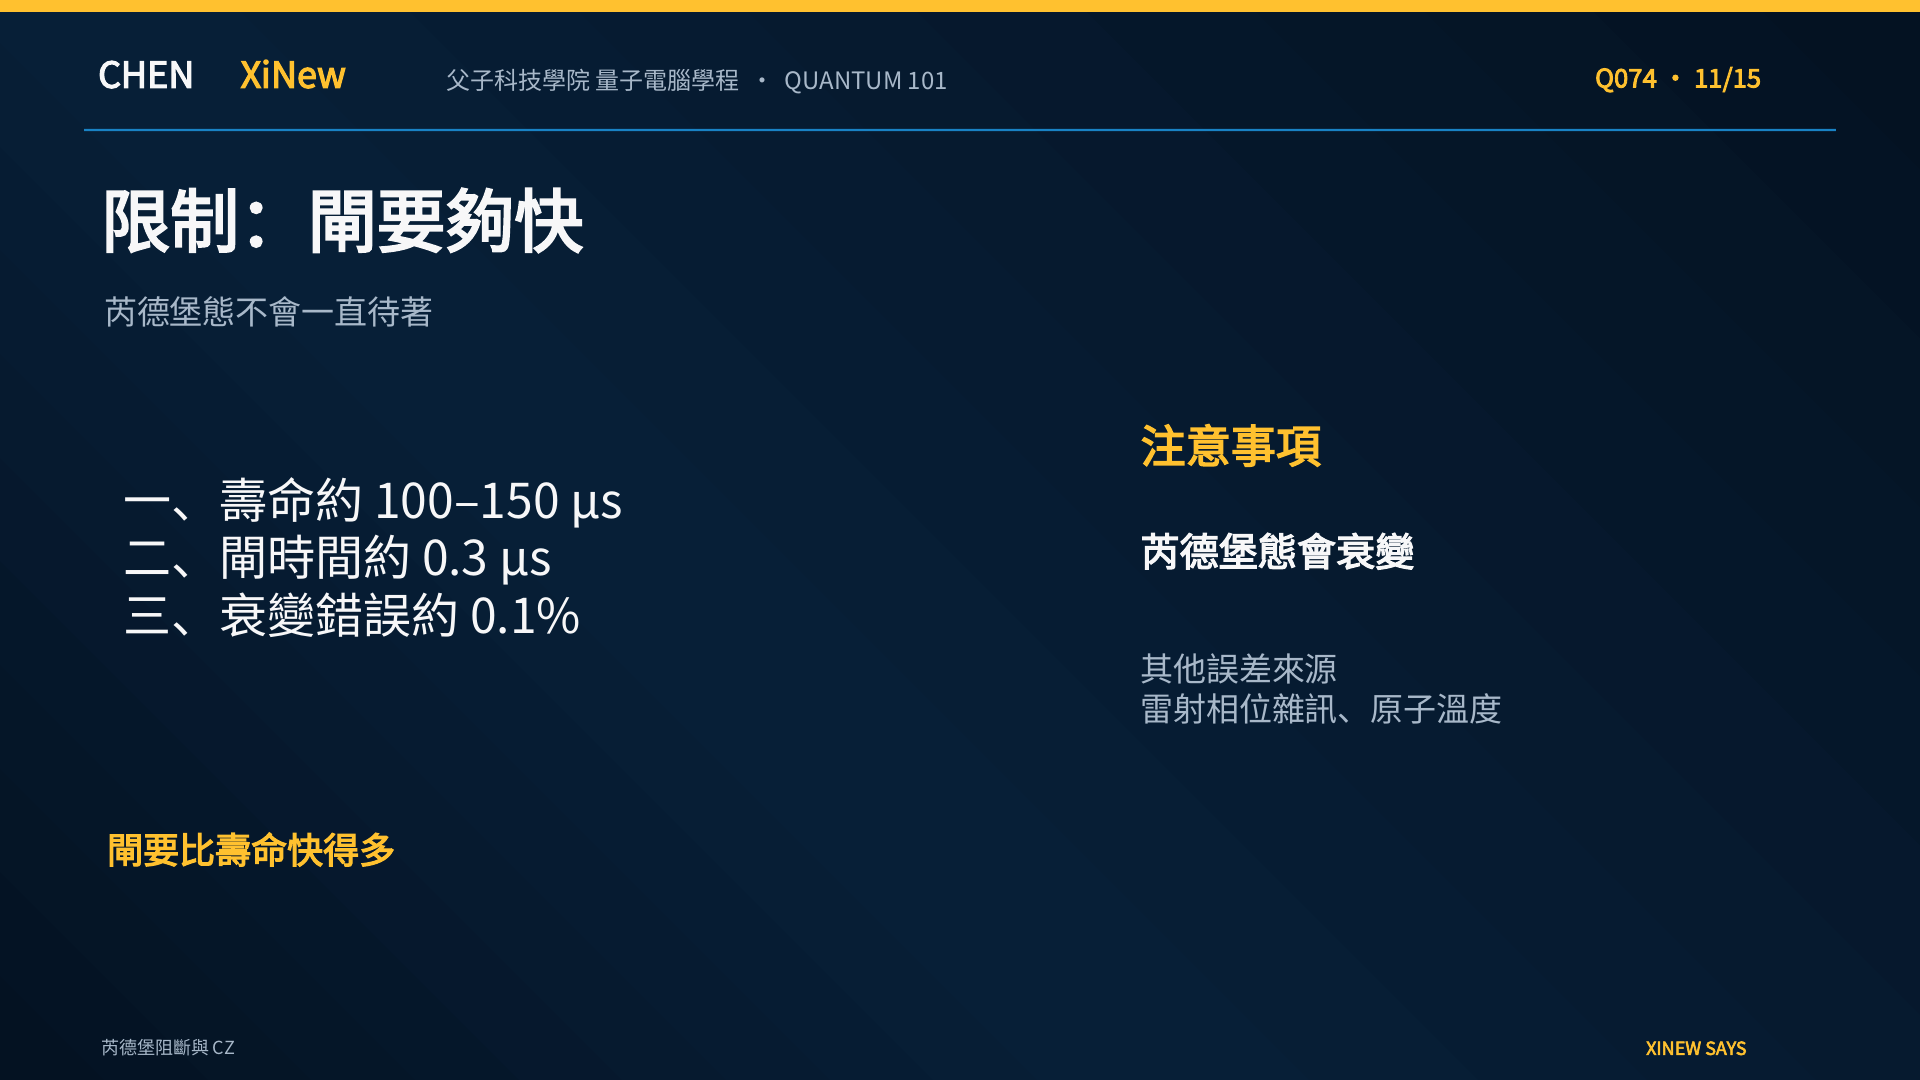 CHEN XiNew 父子科技學院 量子電腦學程 · QUANTUM 101 Q074 · 11/15
限制：閘要夠快
芮德堡態不會一直待著
一、壽命約 100–150 µs
二、閘時間約 0.3 µs
三、衰變錯誤約 0.1%
閘要比壽命快得多
注意事項
芮德堡態會衰變
其他誤差來源
雷射相位雜訊、原子溫度
芮德堡阻斷與 CZ
XINEW SAYS